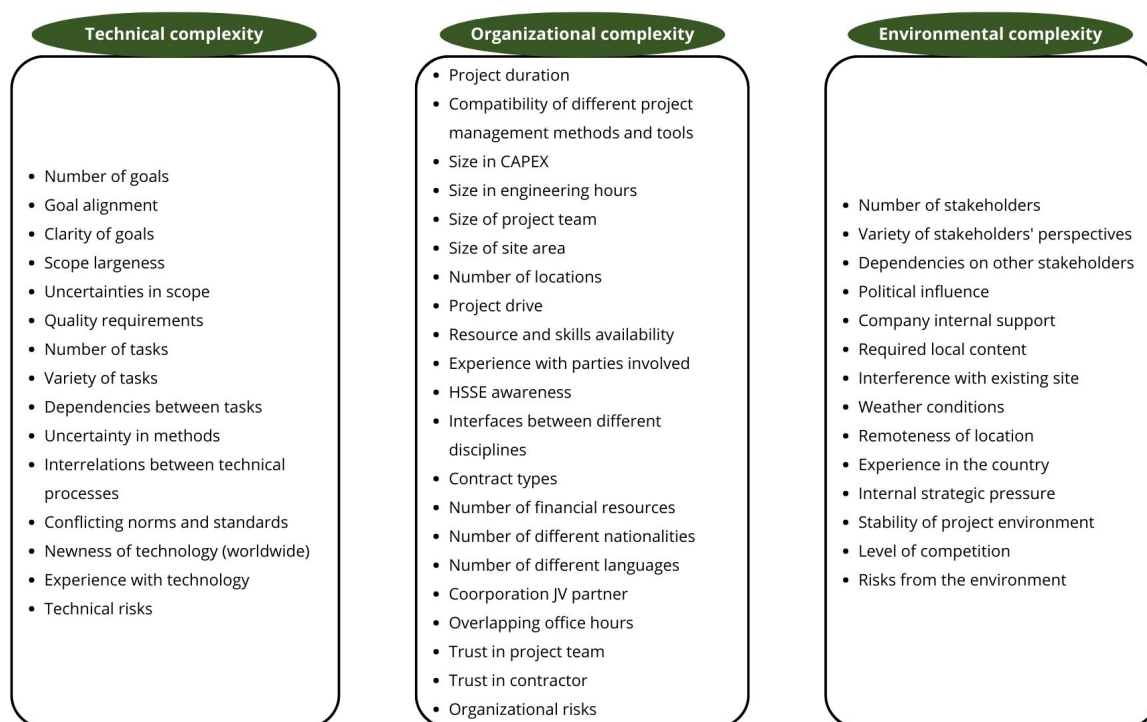 Technical complexity
Number of goals
Goal alignment
Clarity of goals
Scope largeness
Uncertainties in scope
Quality requirements
Number of tasks
Variety of tasks
Dependencies between tasks
Uncertainty in methods
Interrelations between technical
processes
Conflicting norms and standards
Newness of technology (worldwide)
Experience with technology
Technical risks
Organizational complexity
Project duration
Compatibility of different project
management methods and tools
Size in CAPEX
Size in engineering hours
Size of project team
Size of site area
Number of locations
Project drive
Resource and skills availability
Experience with parties involved
HSSE awareness
Interfaces between different
disciplines
Contract types
Number of financial resources
Number of different nationalities
Number of different languages
Coorporation JV partner
Overlapping office hours
Trust in project team
Trust in contractor
Organizational risks
Environmental complexity
Number of stakeholders
Variety of stakeholders' perspectives
Dependencies on other stakeholders
Political influence
Company internal support
Required local content
Interference with existing site
Weather conditions
Remoteness of location
Experience in the country
Internal strategic pressure
Stability of project environment
Level of competition
Risks from the environment